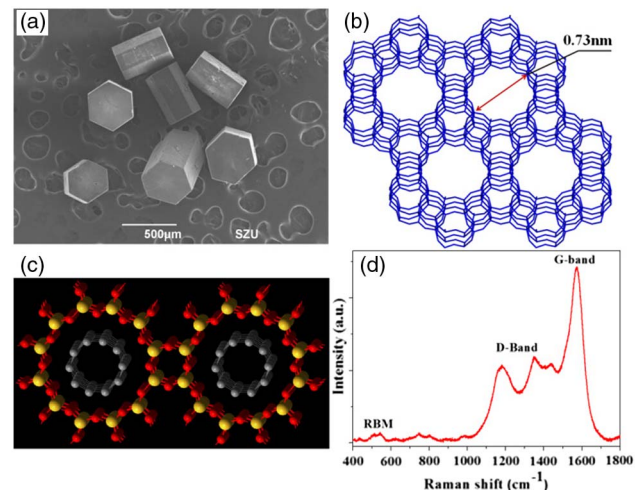 (a)
500μm
SZU
(b)
0.73nm
(c)
(d)
G-band
D-Band
RBM
Intensity (a.u.)
400 600 800 1000 1200 1400 1600 1800
Raman shift (cm-1)